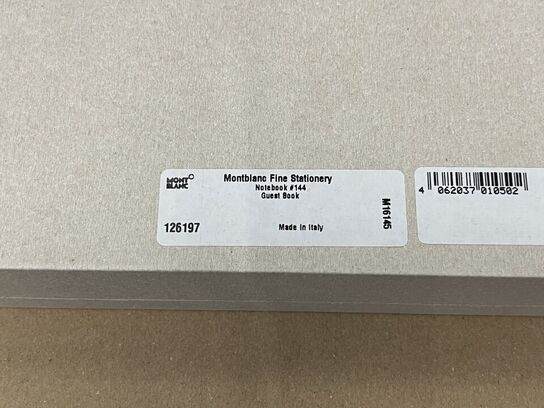 MONT
BLANC
Montblanc Fine Stationery
Notebook #144
Guest Book
126197
Made in Italy
M16145
4 062037 010502